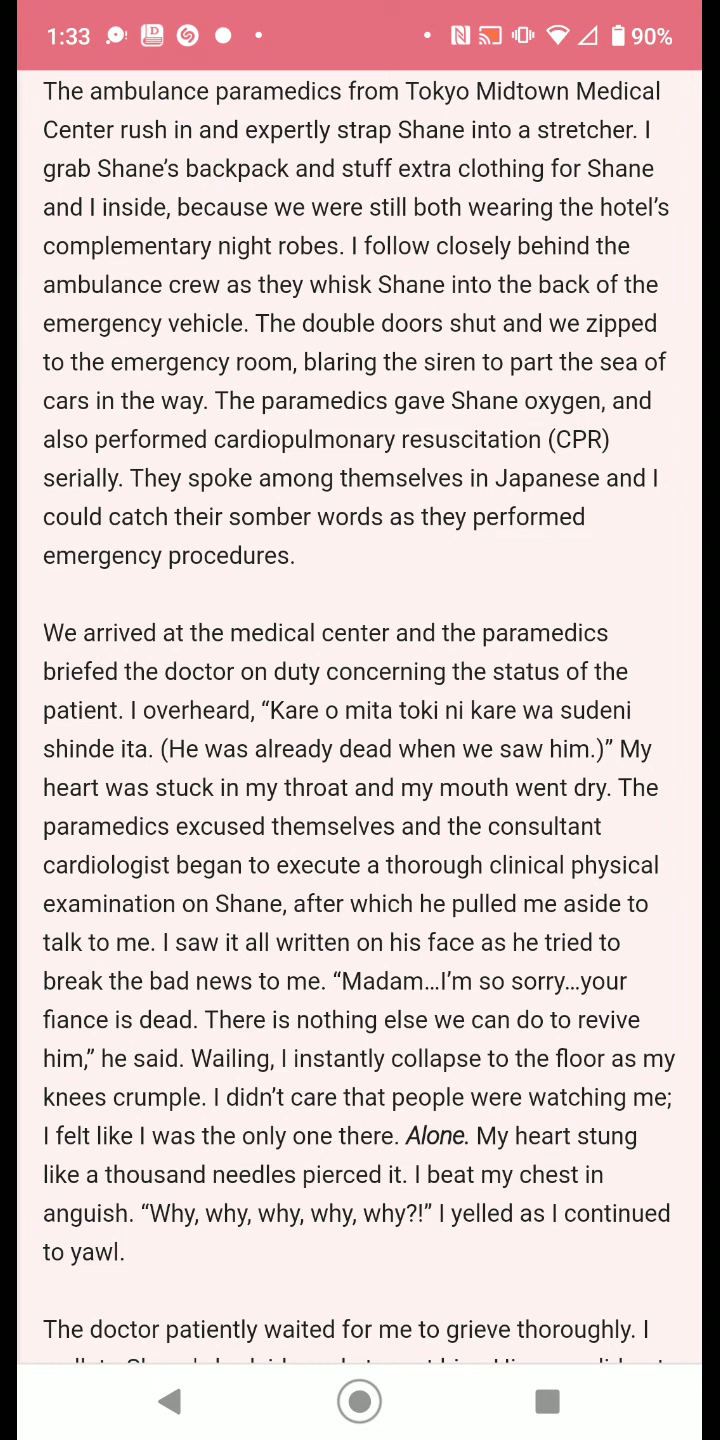 1:33
90%
The ambulance paramedics from Tokyo Midtown Medical
Center rush in and expertly strap Shane into a stretcher. I
grab Shane’s backpack and stuff extra clothing for Shane
and I inside, because we were still both wearing the hotel’s
complementary night robes. I follow closely behind the
ambulance crew as they whisk Shane into the back of the
emergency vehicle. The double doors shut and we zipped
to the emergency room, blaring the siren to part the sea of
cars in the way. The paramedics gave Shane oxygen, and
also performed cardiopulmonary resuscitation (CPR)
serially. They spoke among themselves in Japanese and I
could catch their somber words as they performed
emergency procedures.
We arrived at the medical center and the paramedics
briefed the doctor on duty concerning the status of the
patient. I overheard, “Kare o mita toki ni kare wa sudeni
shinde ita. (He was already dead when we saw him.)” My
heart was stuck in my throat and my mouth went dry. The
paramedics excused themselves and the consultant
cardiologist began to execute a thorough clinical physical
examination on Shane, after which he pulled me aside to
talk to me. I saw it all written on his face as he tried to
break the bad news to me. “Madam…I’m so sorry…your
fiance is dead. There is nothing else we can do to revive
him,” he said. Wailing, I instantly collapse to the floor as my
knees crumple. I didn’t care that people were watching me;
I felt like I was the only one there. Alone. My heart stung
like a thousand needles pierced it. I beat my chest in
anguish. “Why, why, why, why, why?!” I yelled as I continued
to yawl.
The doctor patiently waited for me to grieve thoroughly. I